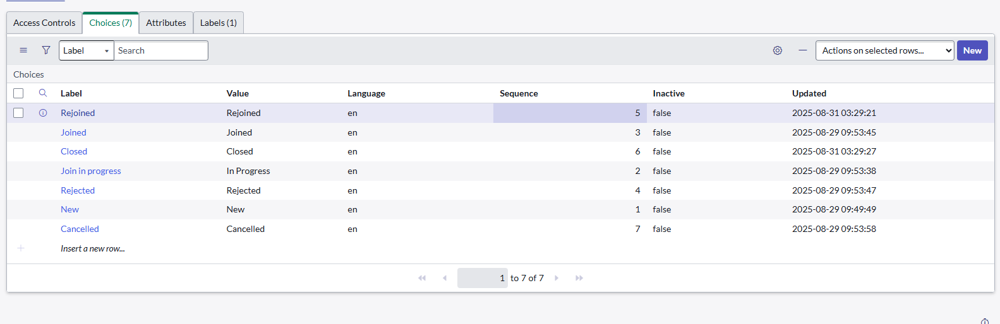 Access Controls Choices (7) Attributes Labels (1)
Label Search Actions on selected rows... New
Choices
Label Value Language Sequence Inactive Updated
Rejoined Rejoined en 5 false 2025-08-31 03:29:21
Joined Joined en 3 false 2025-08-29 09:53:45
Closed Closed en 6 false 2025-08-31 03:29:27
Join in progress In Progress en 2 false 2025-08-29 09:53:38
Rejected Rejected en 4 false 2025-08-29 09:53:47
New New en 1 false 2025-08-29 09:49:49
Cancelled Cancelled en 7 false 2025-08-29 09:53:58
Insert a new row...
1 to 7 of 7